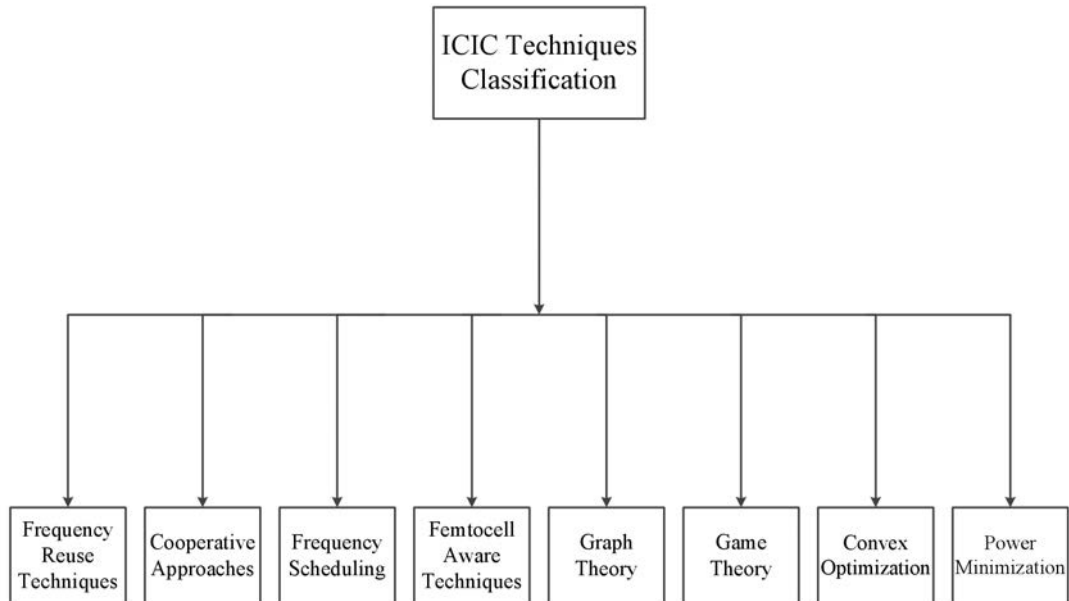 ICIC Techniques
Classification
Frequency
Reuse
Techniques
Cooperative
Approaches
Frequency
Scheduling
Femtocell
Aware
Techniques
Graph
Theory
Game
Theory
Convex
Optimization
Power
Minimization